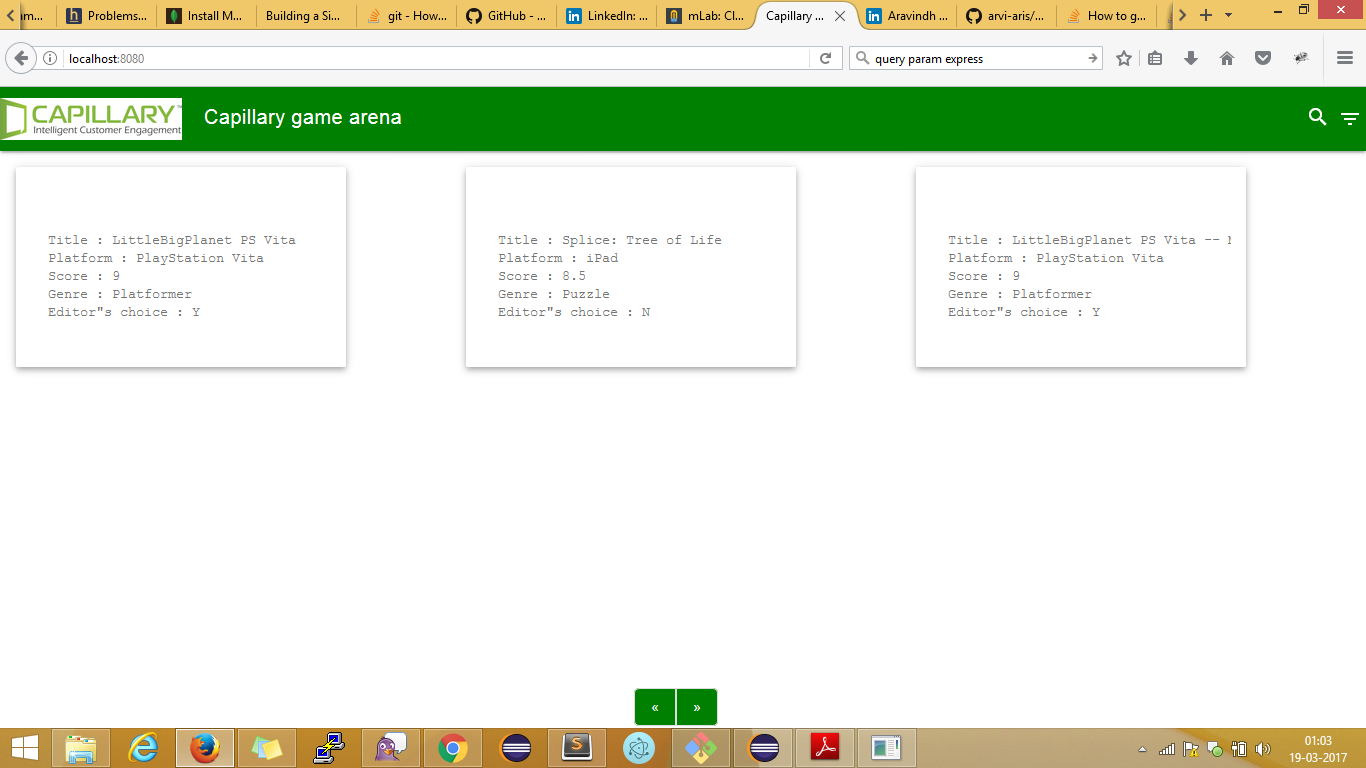 Problems...
Install M...
Building a Si...
git - How...
GitHub - ...
LinkedIn: ...
mLab: Cl...
Capillary ...
Aravindh ...
arvi-aris/...
How to g...
localhost:8080
query param express
CAPILLARY™
Intelligent Customer Engagement
Capillary game arena
Title : LittleBigPlanet PS Vita
Platform : PlayStation Vita
Score : 9
Genre : Platformer
Editor"s choice : Y
Title : Splice: Tree of Life
Platform : iPad
Score : 8.5
Genre : Puzzle
Editor"s choice : N
Title : LittleBigPlanet PS Vita --
Platform : PlayStation Vita
Score : 9
Genre : Platformer
Editor"s choice : Y
« »
01:03
19-03-2017